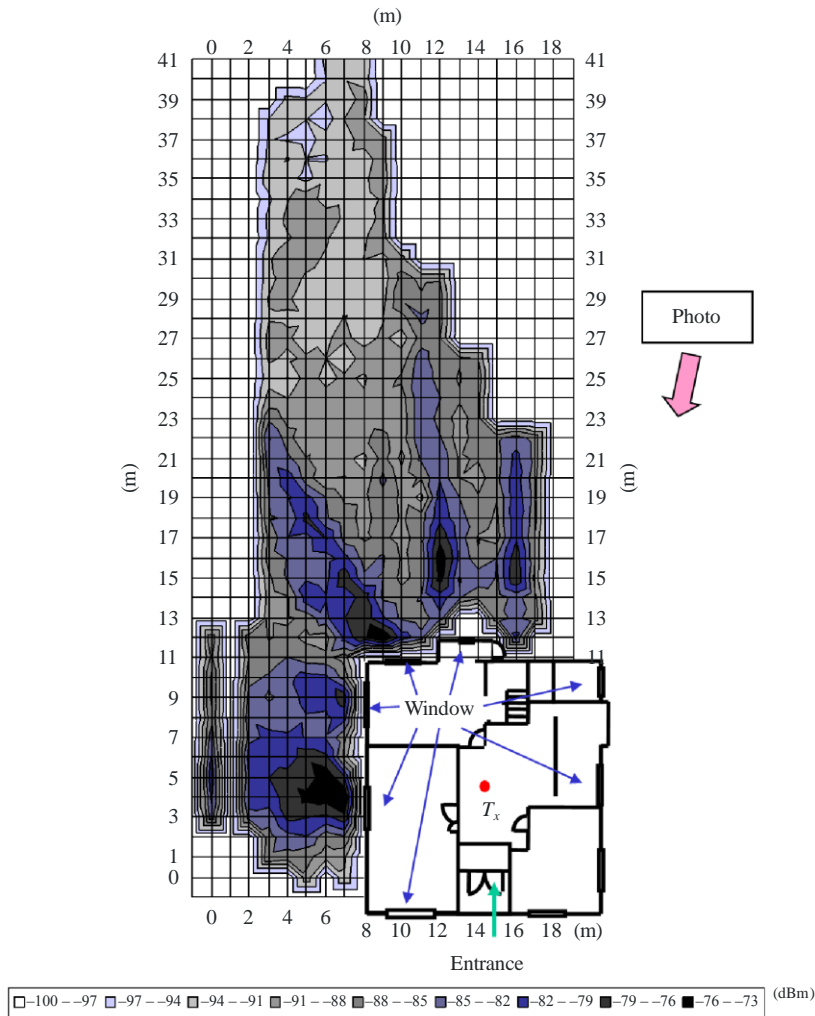 (m)
0 2 4 6 8 10 12 14 16 18
41 41
39 39
37 37
35 35
33 33
31 31
29 29
27 27
25 25
23 23
21 21
19 19
17 17
15 15
13 13
11 11
9
7
5
3
1
0
(m)
(m)
Photo
Window
Tx
0 2 4 6 8 10 12 14 16 18 (m)
Entrance
–100 – –97 –97 – –94 –94 – –91 –91 – –88 –88 – –85 –85 – –82 –82 – –79 –79 – –76 –76 – –73 (dBm)